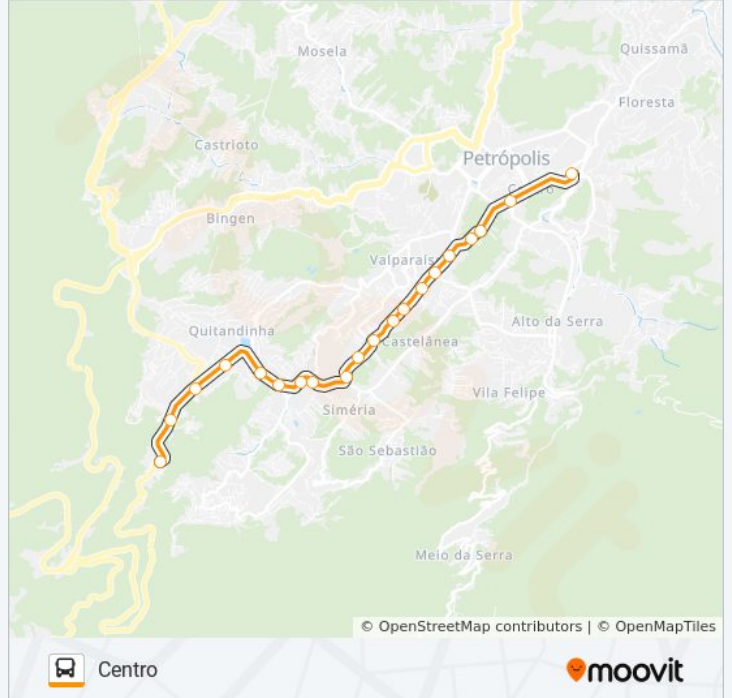 Mosela
Quissamã
Floresta
Castrioto
Petrópolis
Bingen
Valparaís
Quitandinha
Alto da Serra
Castelânea
Vila Felipe
Siméria
São Sebastião
Meio da Serra
© OpenStreetMap contributors | © OpenMapTiles
Centro
moovit